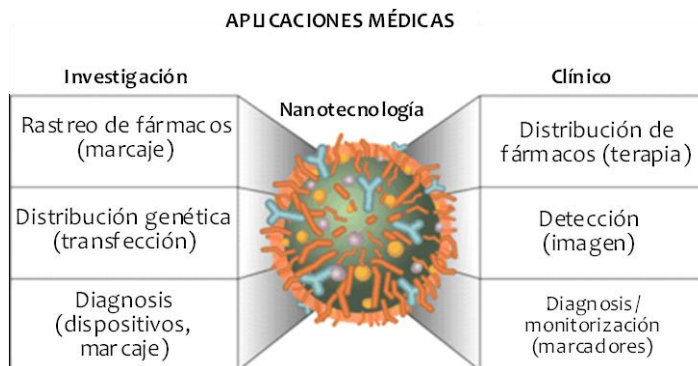 APLICACIONES MÉDICAS
Investigación
Clínico
Nanotecnología
Rastreo de fármacos
(marcaje)
Distribución genética
(transfección)
Diagnosis
(dispositivos,
marcaje)
Distribución de
fármacos (terapia)
Detección
(imagen)
Diagnosis/
monitorización
(marcadores)